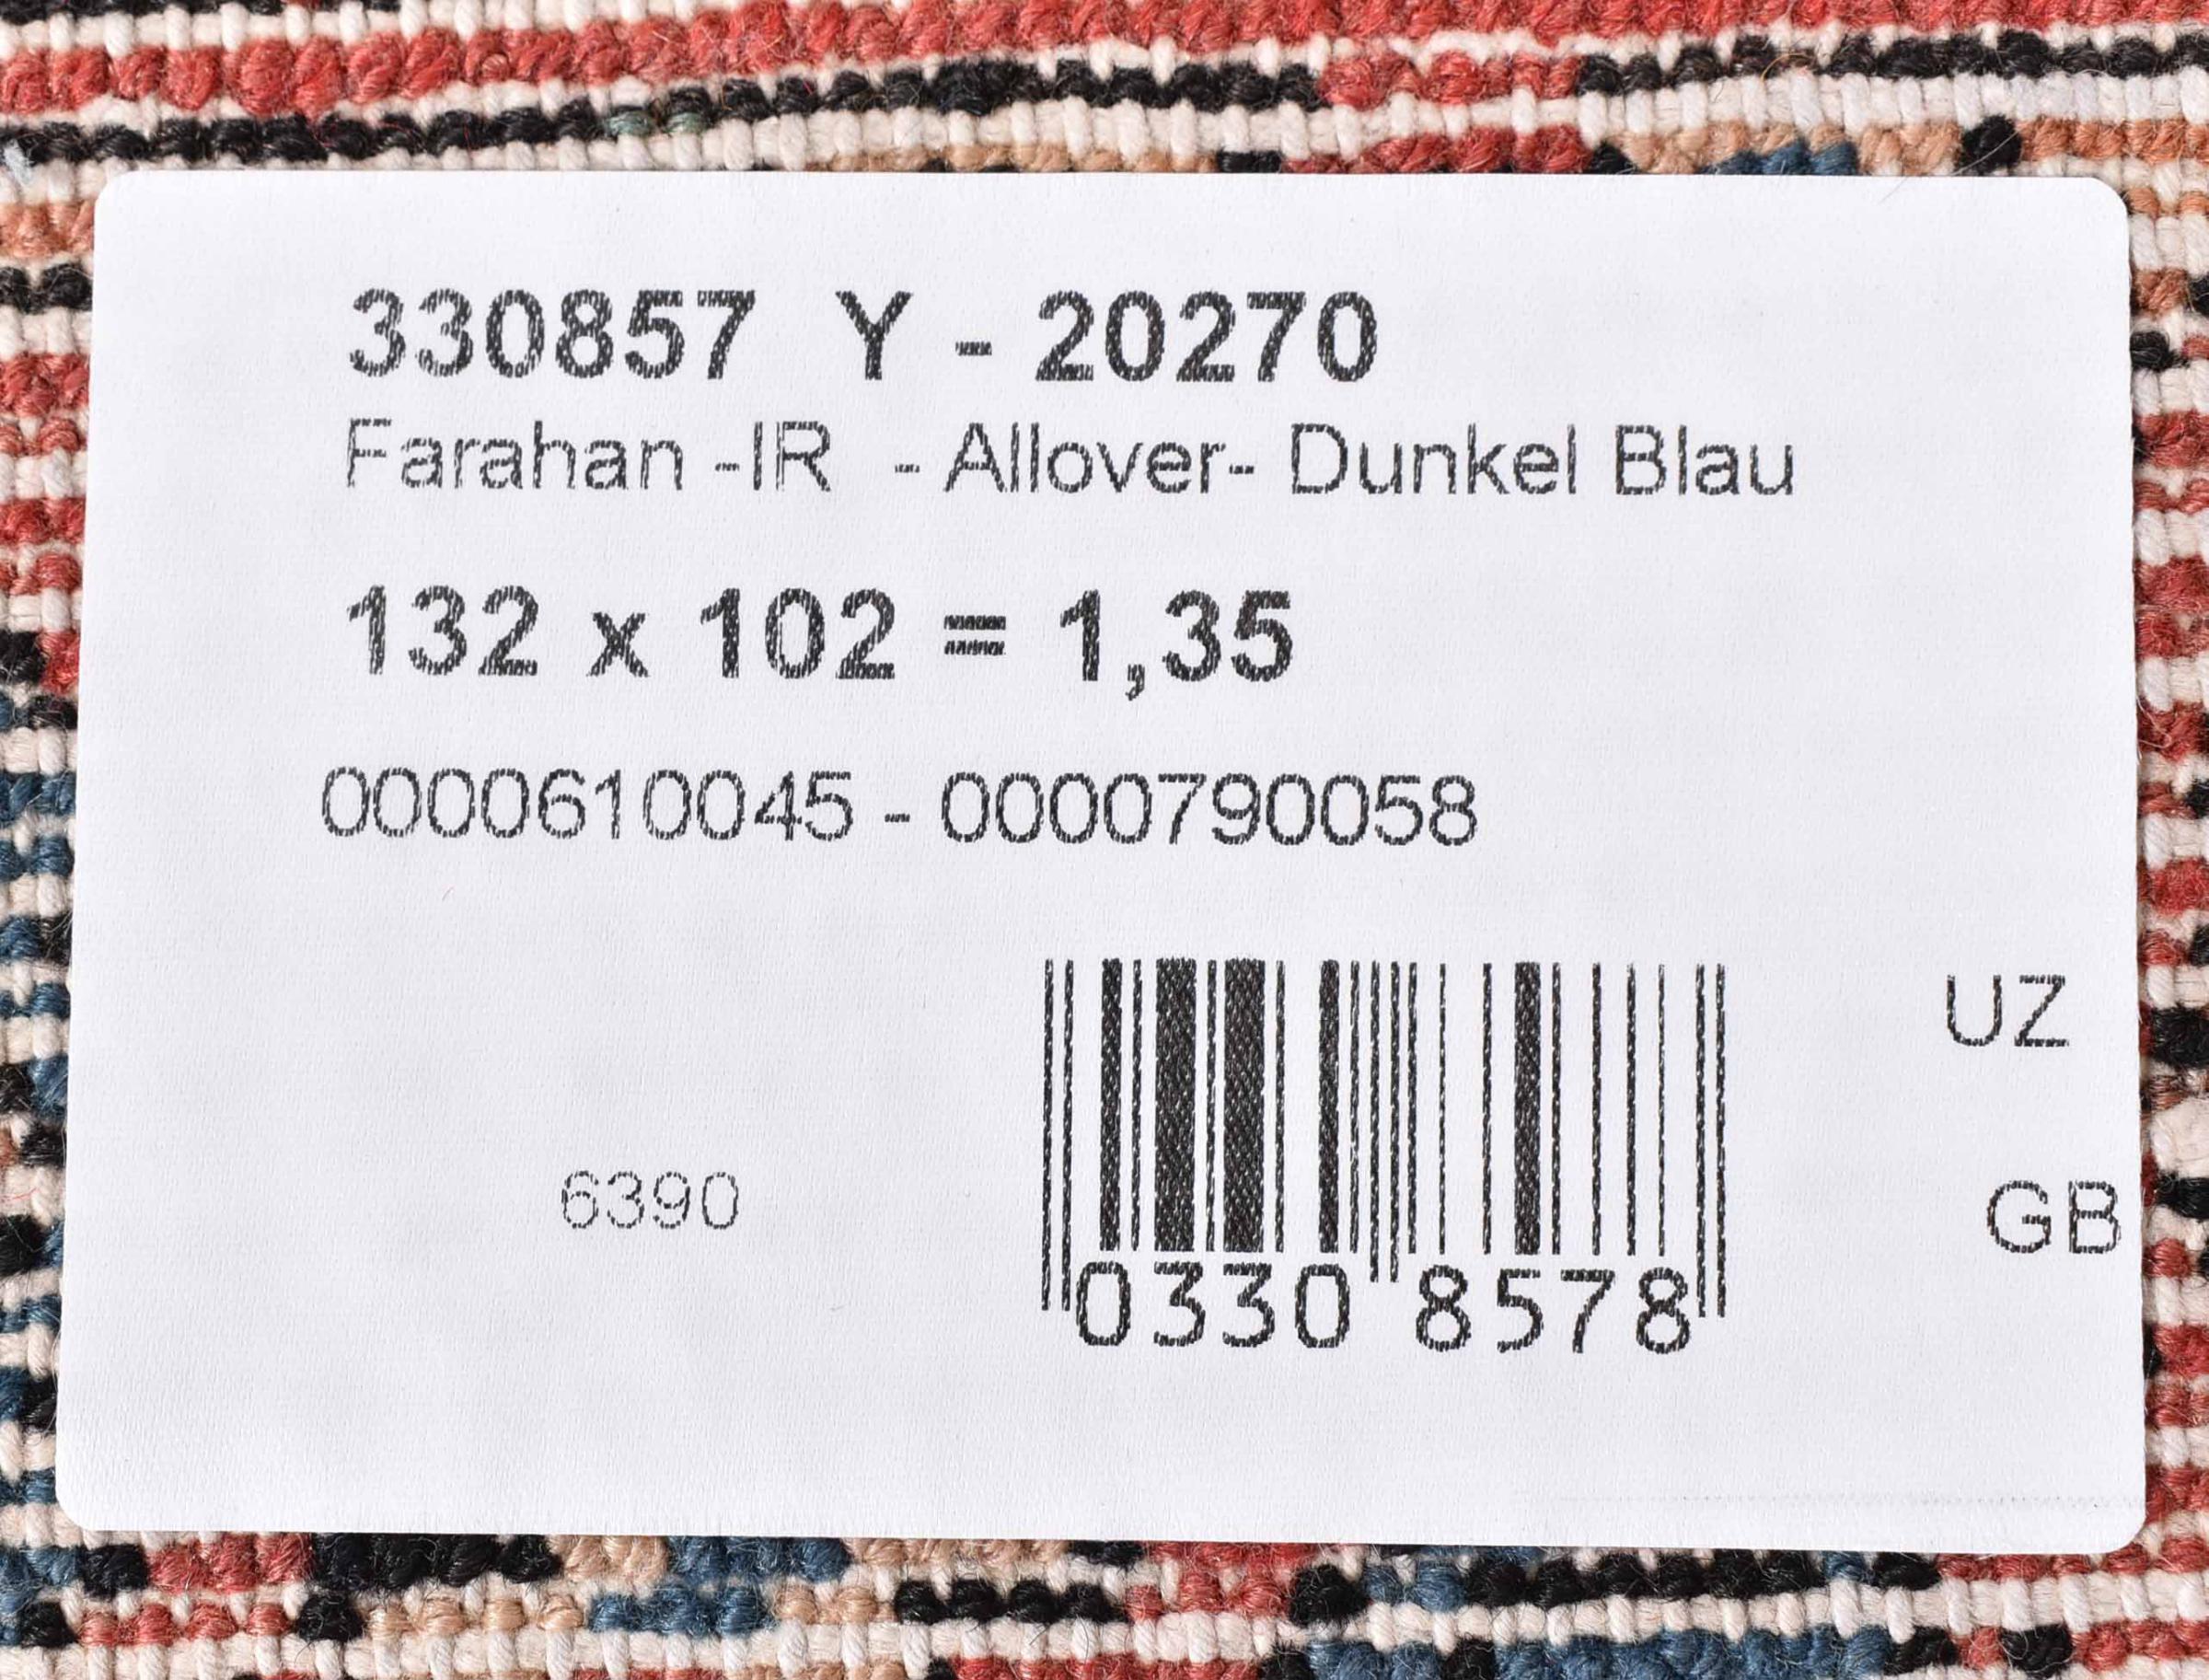 330857 Y - 20270
Farahan -IR - Allover- Dunkel Blau
132 x 102 = 1,35
0000610045 - 0000790058
UZ
6390
GB
0330 8578